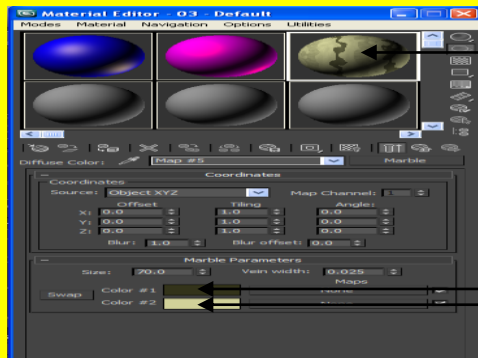 Material Editor - 03 - Default
Modes Material Navigation Options Utilities
Diffuse Color: Map #5 Marble
Coordinates
Coordinates
Source: Object XYZ Map Channel: 1
Offset Tiling Angle:
X: 0.0 1.0 0.0
Y: 0.0 1.0 0.0
Z: 0.0 1.0 0.0
Blur: 1.0 Blur offset: 0.0
Marble Parameters
Size: 70.0 Vein width: 0.025
Maps
Swap Color #1 None
Color #2 None